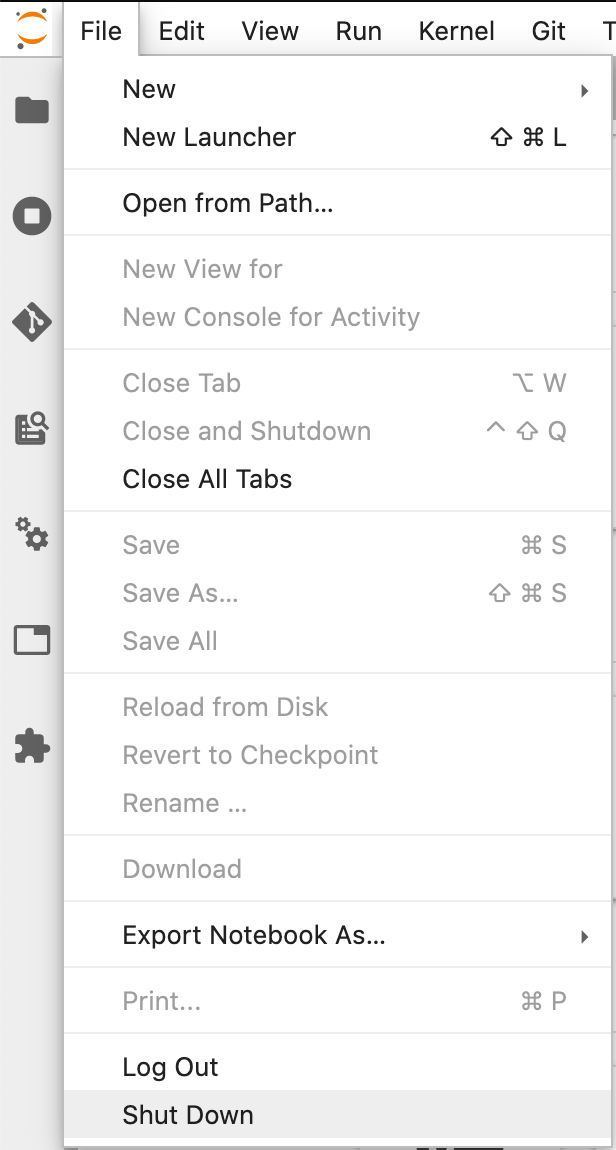 File Edit View Run Kernel Git T
New
New Launcher ⇧ ⌘ L
Open from Path...
New View for
New Console for Activity
Close Tab ⌥ W
Close and Shutdown ^ ⇧ Q
Close All Tabs
Save ⌘ S
Save As... ⇧ ⌘ S
Save All
Reload from Disk
Revert to Checkpoint
Rename ...
Download
Export Notebook As...
Print... ⌘ P
Log Out
Shut Down